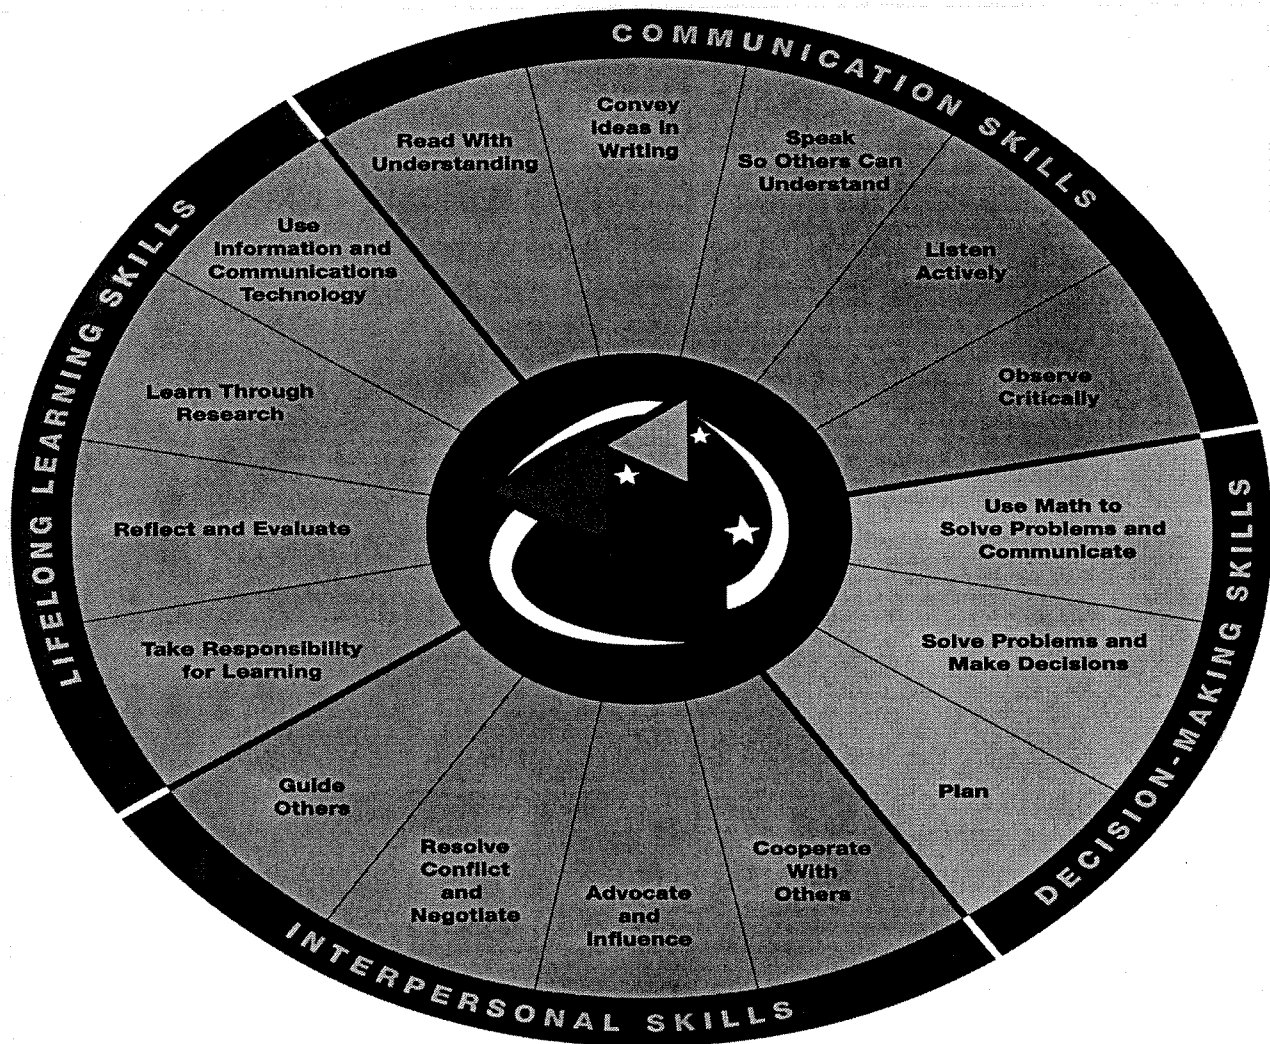 COMMUNICATION SKILLS
Read With
Understanding
Convey
Ideas in
Writing
Speak
So Others Can
Understand
Listen
Actively
Observe
Critically
DECISION-MAKING SKILLS
Use Math to
Solve Problems and
Communicate
Solve Problems and
Make Decisions
Plan
INTERPERSONAL SKILLS
Cooperate
With
Others
Advocate
and
Influence
Resolve
Conflict
and
Negotiate
Guide
Others
LIFELONG LEARNING SKILLS
Take Responsibility
for Learning
Reflect and Evaluate
Learn Through
Research
Use
Information and
Communications
Technology